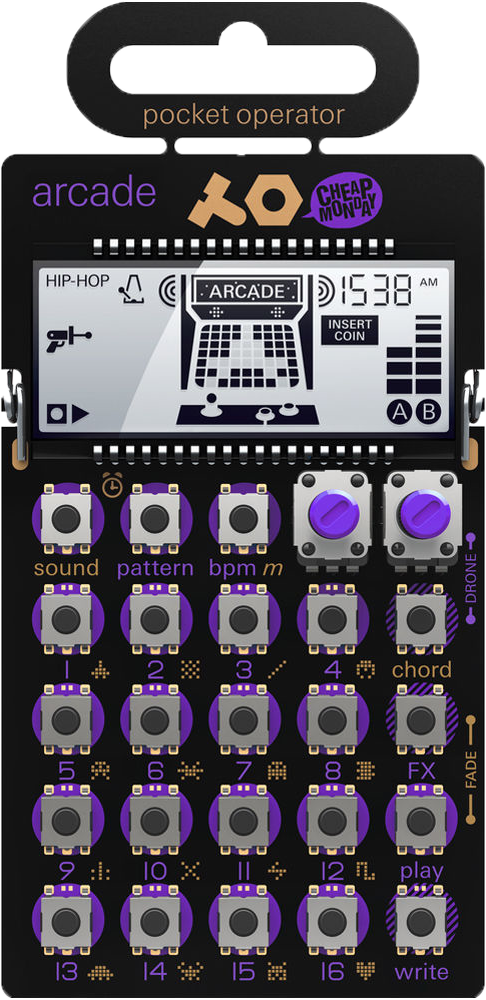 pocket operator
arcade
CHEAP
MONDAY
HIP-HOP
ARCADE
1538 AM
INSERT
COIN
A B
sound pattern bpm m
DRONE
1 2 3 4 chord
5 6 7 8 FX
FADE
9 10 11 12 play
13 14 15 16 write